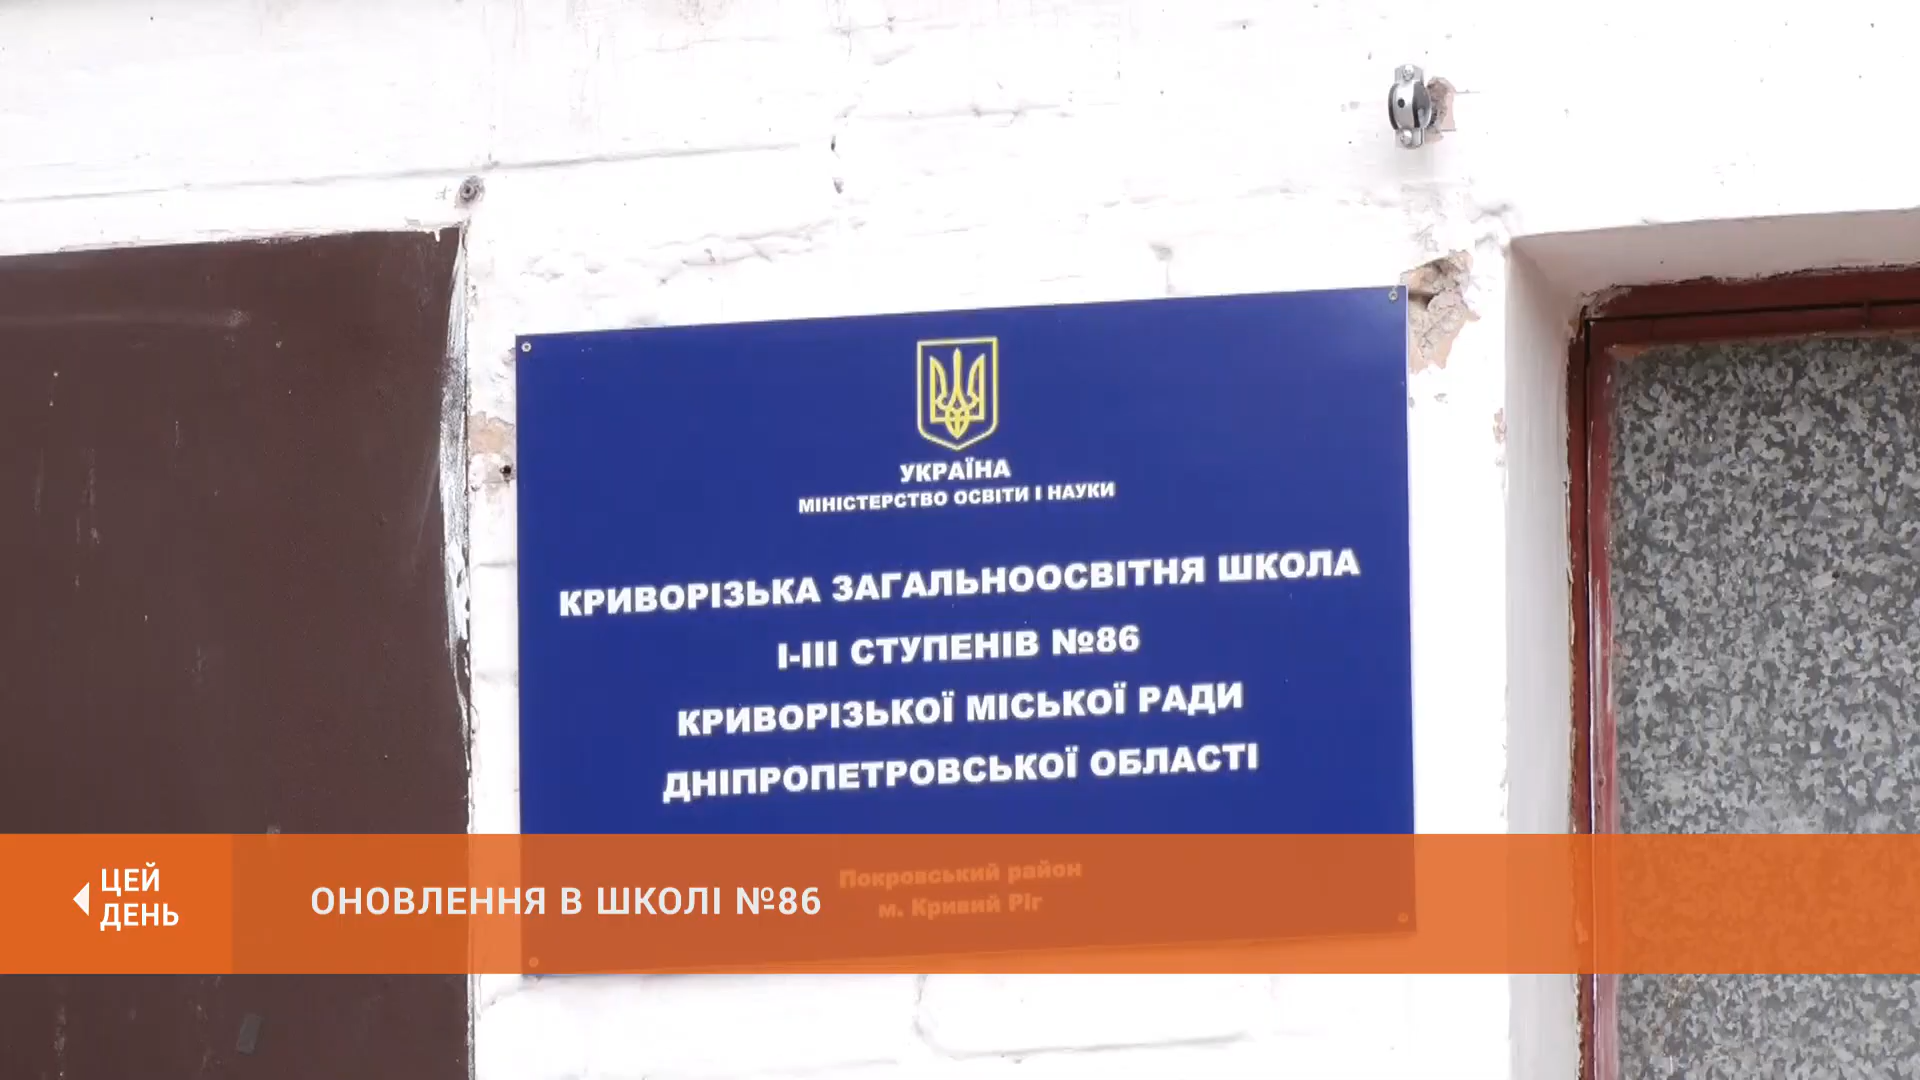 УКРАЇНА
МІНІСТЕРСТВО ОСВІТИ І НАУКИ
КРИВОРІЗЬКА ЗАГАЛЬНООСВІТНЯ ШКОЛА
І-ІІІ СТУПЕНІВ №86
КРИВОРІЗЬКОЇ МІСЬКОЇ РАДИ
ДНІПРОПЕТРОВСЬКОЇ ОБЛАСТІ
Покровський район
м. Кривий Ріг
ЦЕЙ
ДЕНЬ
ОНОВЛЕННЯ В ШКОЛІ №86